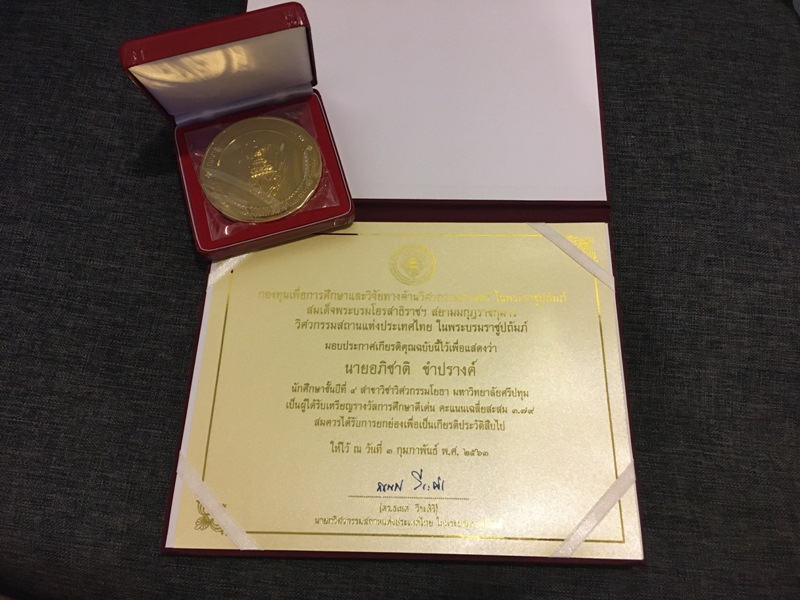 กองทุนเพื่อการศึกษาและวิจัยทางด้านวิศวกรรมศาสตร์ ในพระราชูปถัมภ์
สมเด็จพระบรมโอรสาธิราชฯ สยามมกุฎราชกุมาร
วิศวกรรมสถานแห่งประเทศไทย ในพระบรมราชูปถัมภ์
มอบประกาศเกียรติคุณฉบับนี้ไว้เพื่อแสดงว่า
นายอภิชาติ ขำปรางค์
นักศึกษาชั้นปีที่ ๔ สาขาวิชาวิศวกรรมโยธา มหาวิทยาลัยศรีปทุม
เป็นผู้ได้รับเหรียญรางวัลการศึกษาดีเด่น คะแนนเฉลี่ยสะสม ๓.๗๙
สมควรได้รับการยกย่องเพื่อเป็นเกียรติประวัติสืบไป
ให้ไว้ ณ วันที่ ๓ กุมภาพันธ์ พ.ศ. ๒๕๖๓
(ดร.ธเนศ วีระศิริ)
นายกวิศวกรรมสถานแห่งประเทศไทย